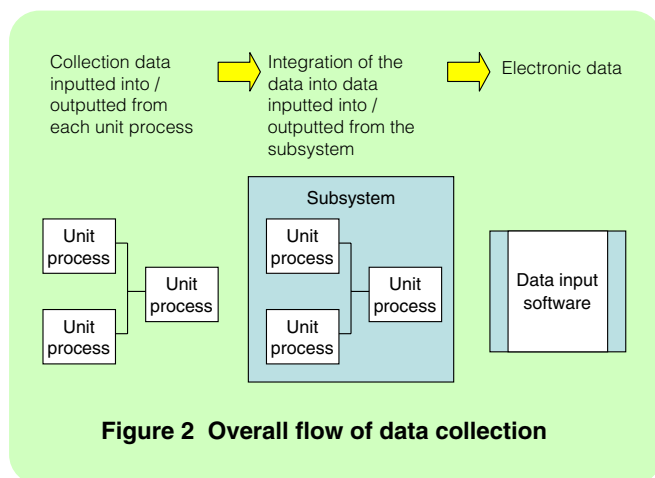 Collection data
inputted into /
outputted from
each unit process
Integration of the
data into data
inputted into /
outputted from the
subsystem
Electronic data
Unit
process
Unit
process
Unit
process
Subsystem
Unit
process
Unit
process
Unit
process
Data input
software
Figure 2 Overall flow of data collection